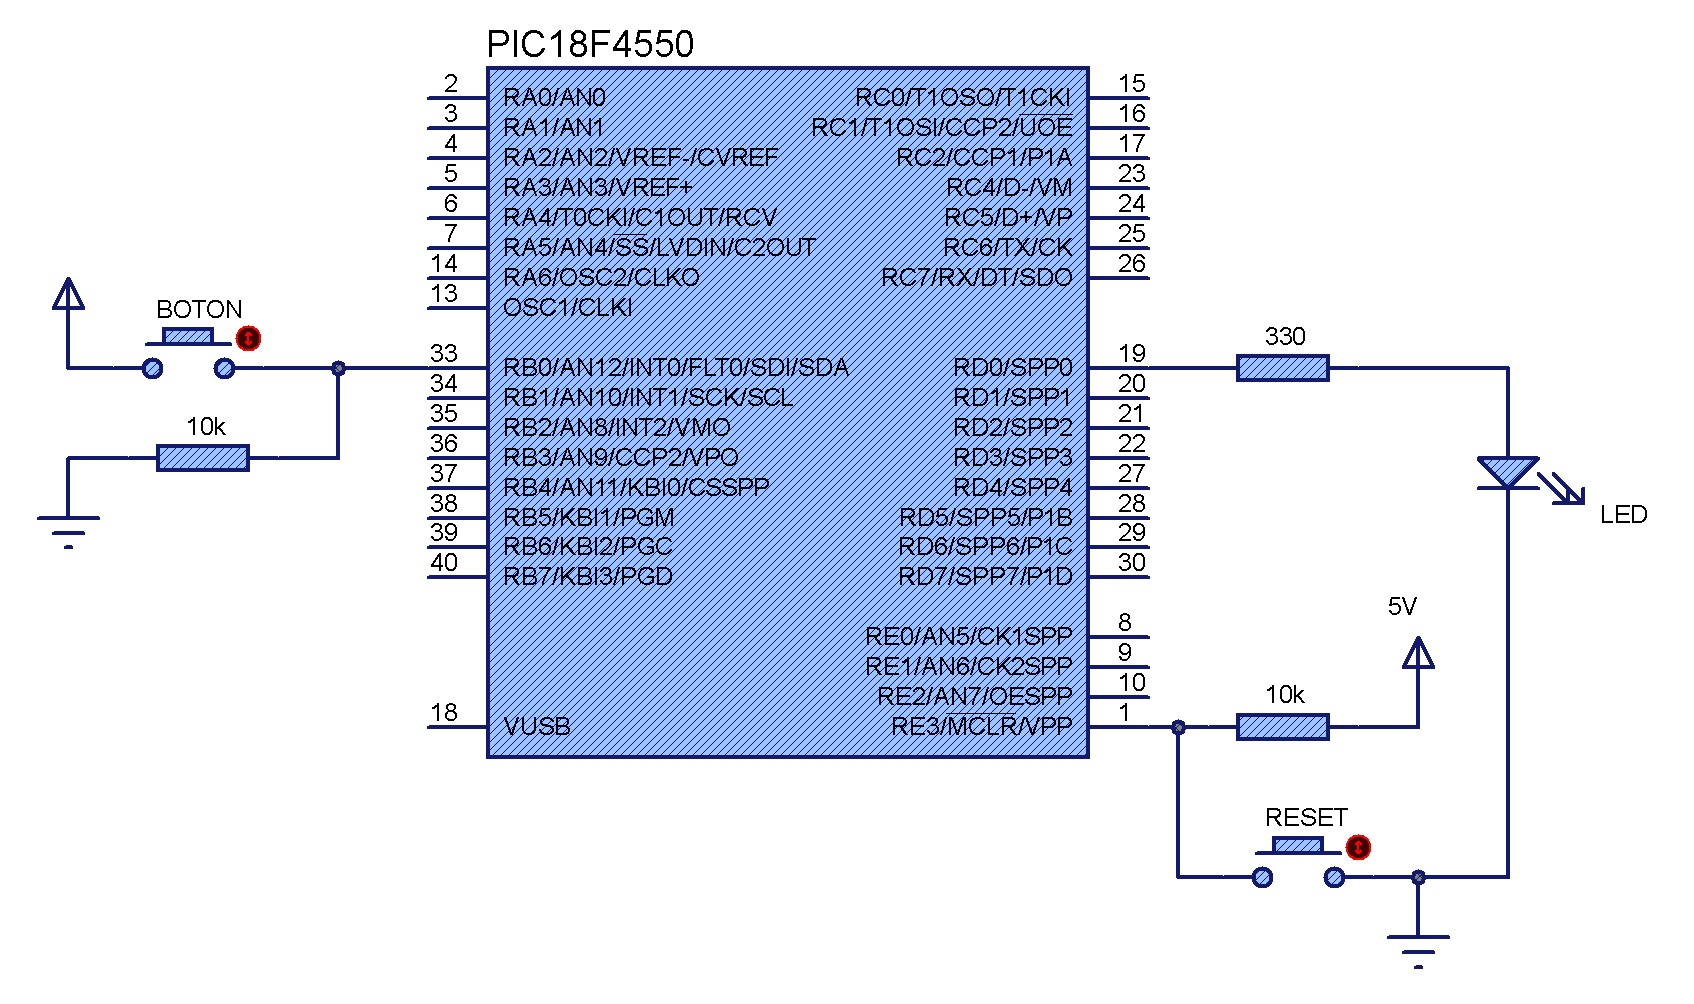 PIC18F4550
2 RA0/AN0 RC0/T1OSO/T1CKI 15
3 RA1/AN1 RC1/T1OSI/CCP2/UOE 16
4 RA2/AN2/VREF-/CVREF RC2/CCP1/P1A 17
5 RA3/AN3/VREF+ RC4/D-/VM 23
6 RA4/T0CKI/C1OUT/RCV RC5/D+/VP 24
7 RA5/AN4/SS/LVDIN/C2OUT RC6/TX/CK 25
14 RA6/OSC2/CLKO RC7/RX/DT/SDO 26
13 OSC1/CLKI
BOTON
330
33 RB0/AN12/INT0/FLT0/SDI/SDA RD0/SPP0 19
34 RB1/AN10/INT1/SCK/SCL RD1/SPP1 20
35 RB2/AN8/INT2/VMO RD2/SPP2 21
10k
36 RB3/AN9/CCP2/VPO RD3/SPP3 22
37 RB4/AN11/KBI0/CSSPP RD4/SPP4 27
38 RB5/KBI1/PGM RD5/SPP5/P1B 28
LED
39 RB6/KBI2/PGC RD6/SPP6/P1C 29
40 RB7/KBI3/PGD RD7/SPP7/P1D 30
5V
RE0/AN5/CK1SPP 8
RE1/AN6/CK2SPP 9
RE2/AN7/OESPP 10
10k
18 VUSB RE3/MCLR/VPP 1
RESET